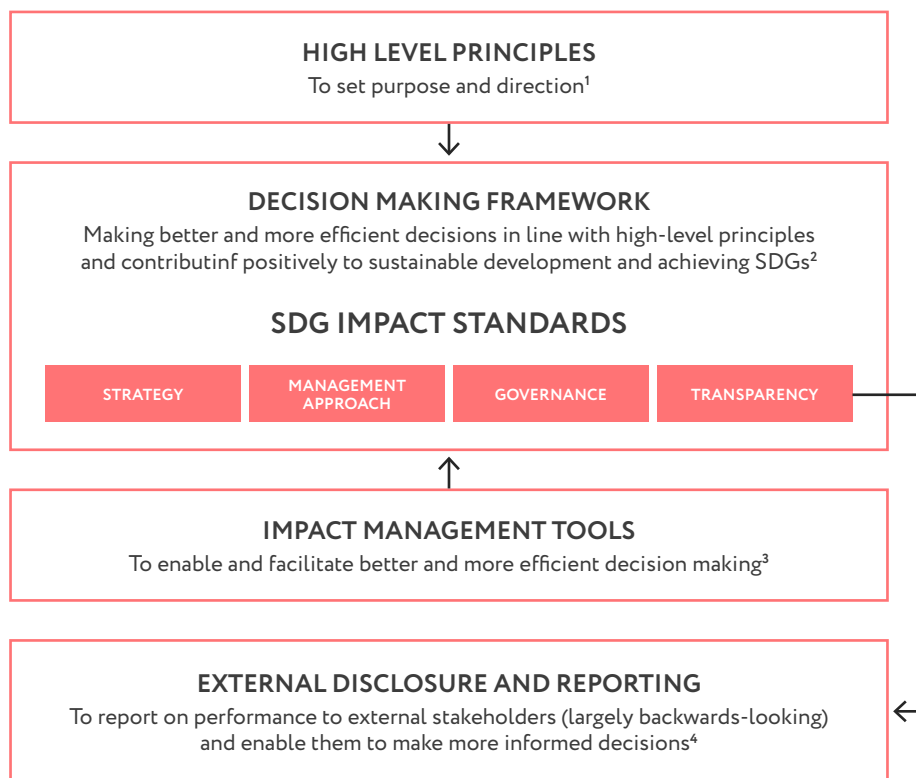 HIGH LEVEL PRINCIPLES
To set purpose and direction¹
DECISION MAKING FRAMEWORK
Making better and more efficient decisions in line with high-level principles
and contributinf positively to sustainable development and achieving SDGs²
SDG IMPACT STANDARDS
STRATEGY
MANAGEMENT
APPROACH
GOVERNANCE
TRANSPARENCY
IMPACT MANAGEMENT TOOLS
To enable and facilitate better and more efficient decision making³
EXTERNAL DISCLOSURE AND REPORTING
To report on performance to external stakeholders (largely backwards-looking)
and enable them to make more informed decisions⁴